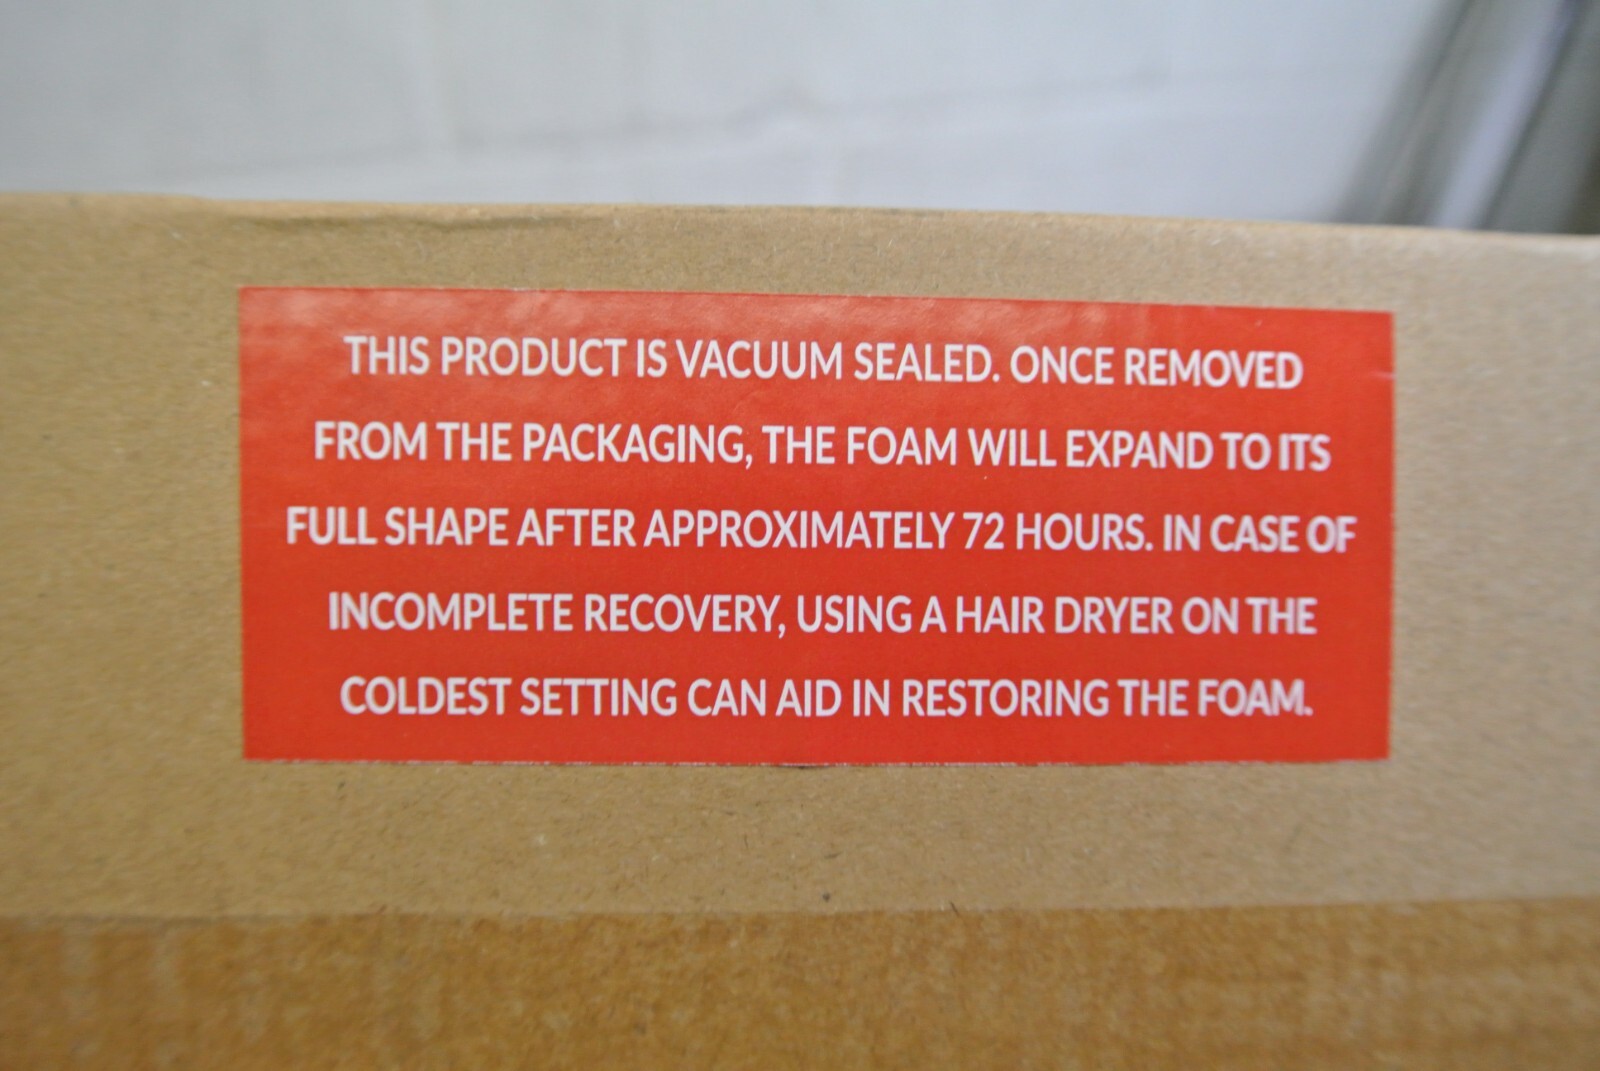 THIS PRODUCT IS VACUUM SEALED. ONCE REMOVED
FROM THE PACKAGING, THE FOAM WILL EXPAND TO ITS
FULL SHAPE AFTER APPROXIMATELY 72 HOURS. IN CASE OF
INCOMPLETE RECOVERY, USING A HAIR DRYER ON THE
COLDEST SETTING CAN AID IN RESTORING THE FOAM.